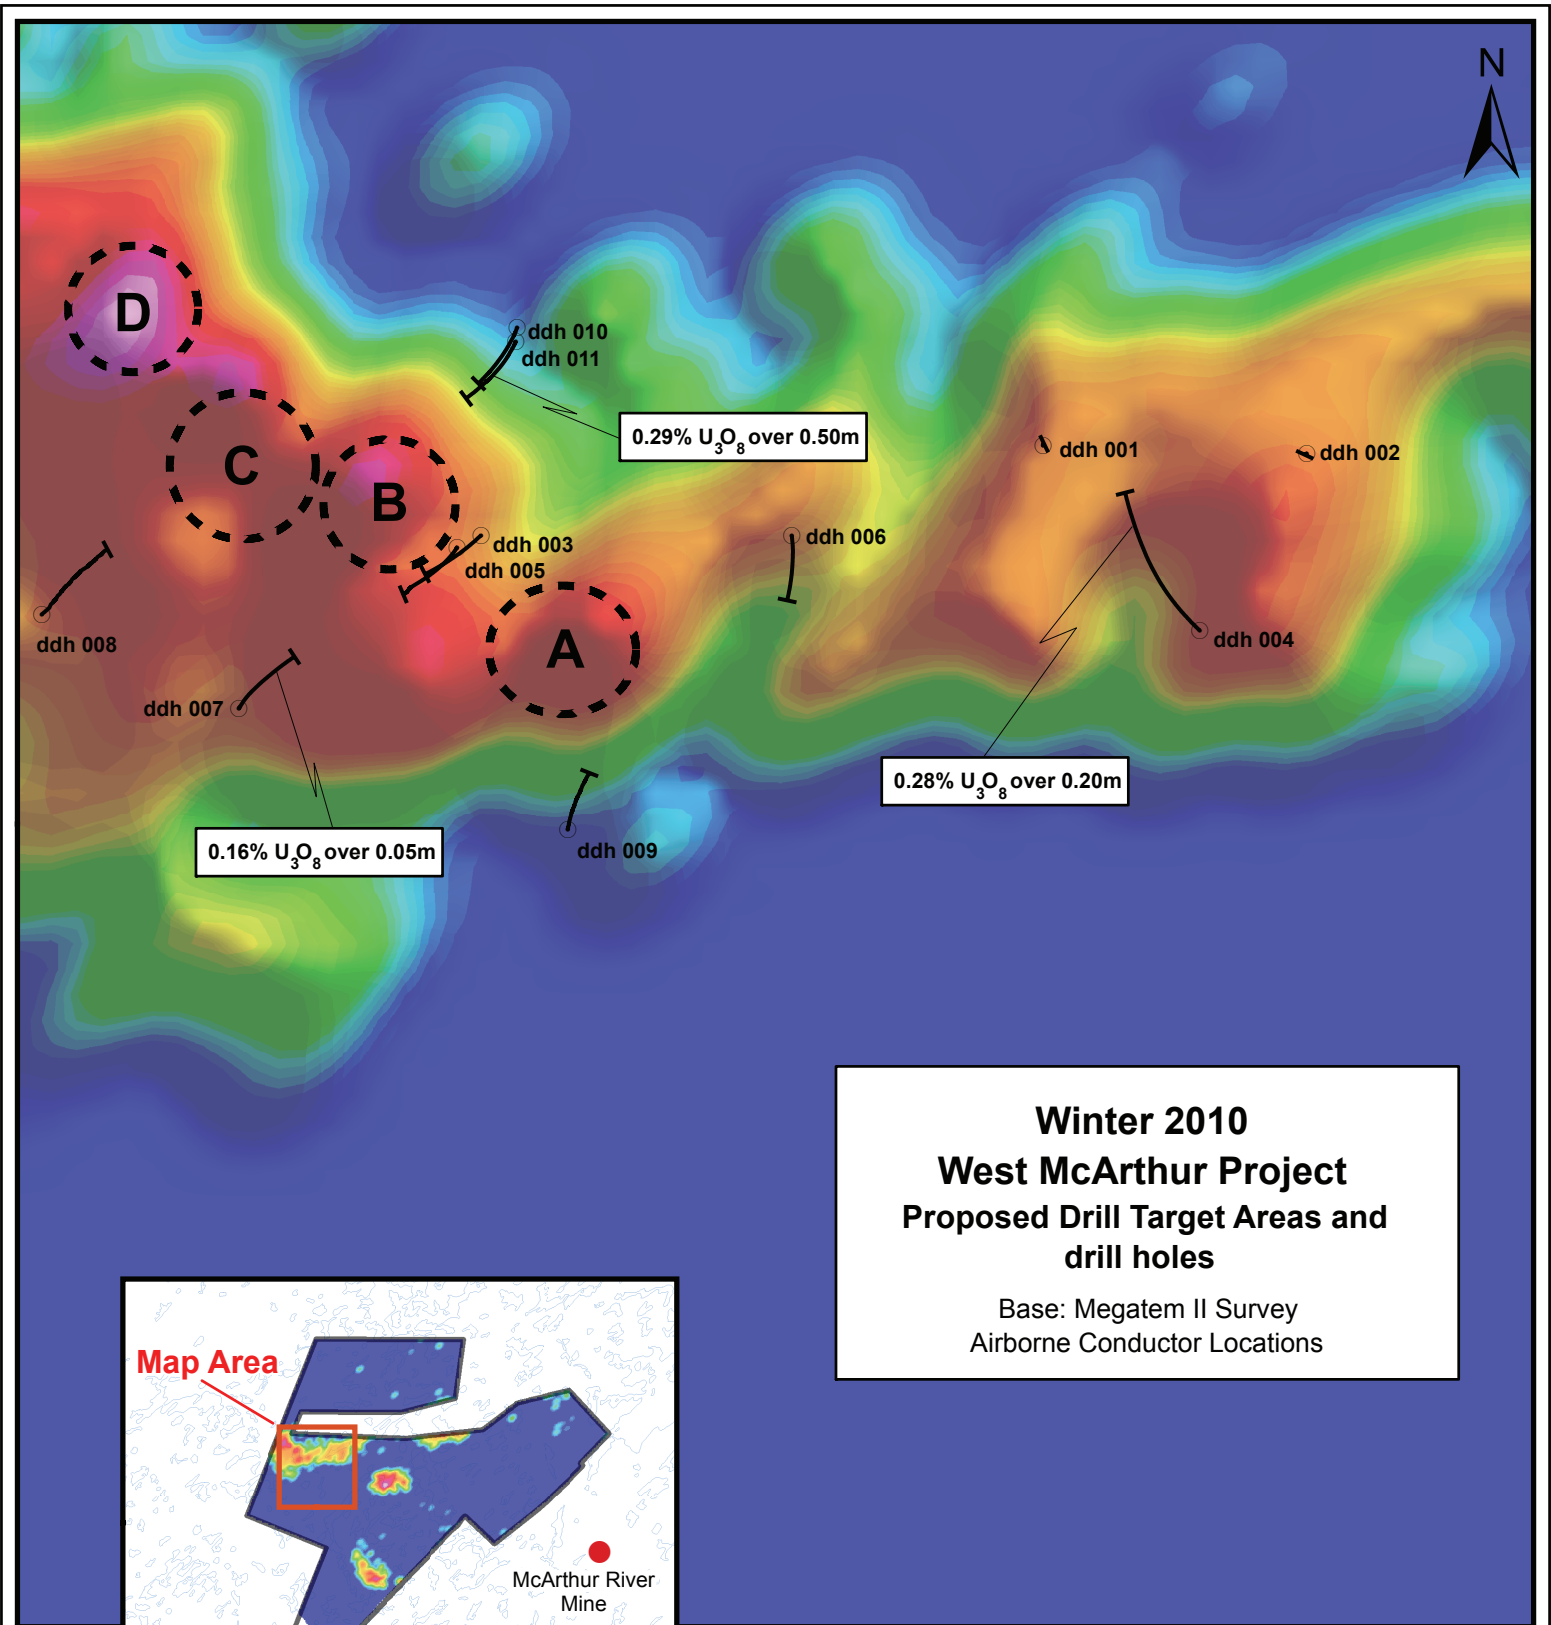 N
D
ddh 010
ddh 011
0.29% U3O8 over 0.50m
ddh 001
ddh 002
C
B
ddh 003
ddh 005
ddh 006
ddh 008
A
ddh 004
ddh 007
0.28% U3O8 over 0.20m
0.16% U3O8 over 0.05m
ddh 009
Winter 2010
West McArthur Project
Proposed Drill Target Areas and
drill holes
Base: Megatem II Survey
Airborne Conductor Locations
Map Area
McArthur River
Mine